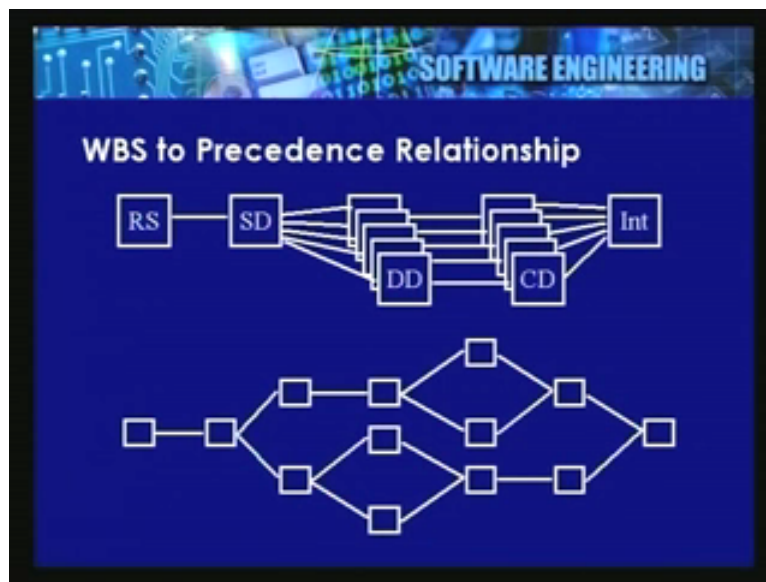 SOFTWARE ENGINEERING
WBS to Precedence Relationship
RS SD Int
DD CD